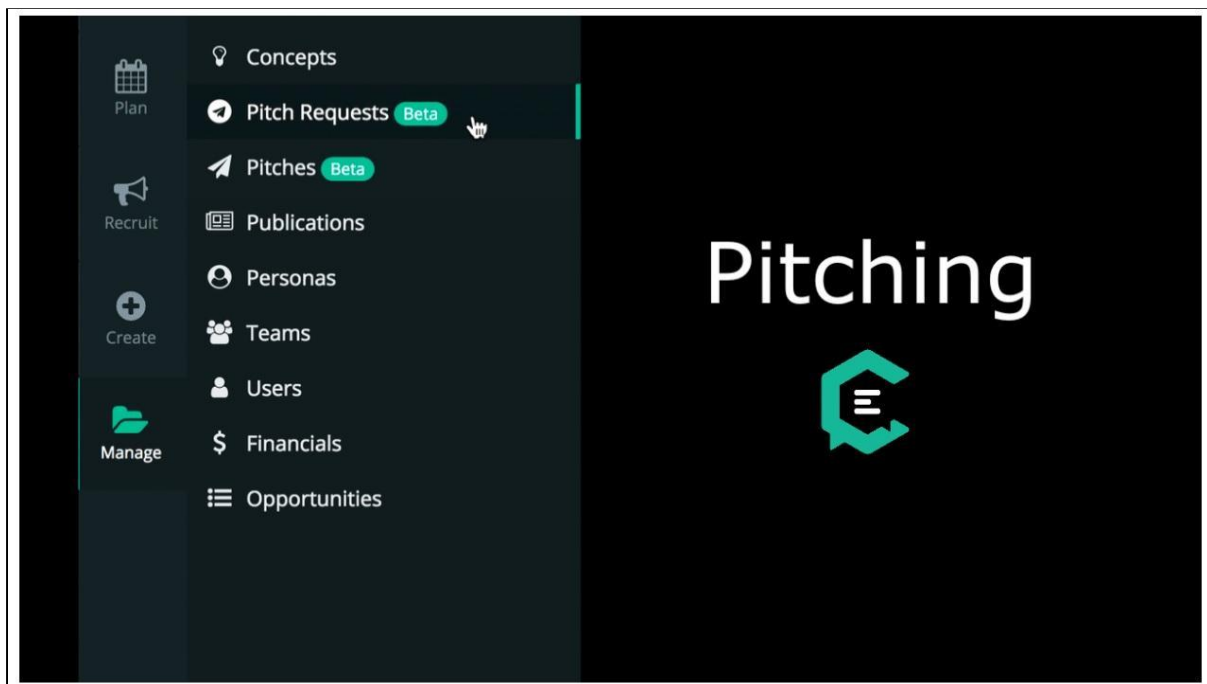 Plan
Recruit
Create
Manage
Concepts
Pitch Requests Beta
Pitches Beta
Publications
Personas
Teams
Users
$ Financials
Opportunities
Pitching